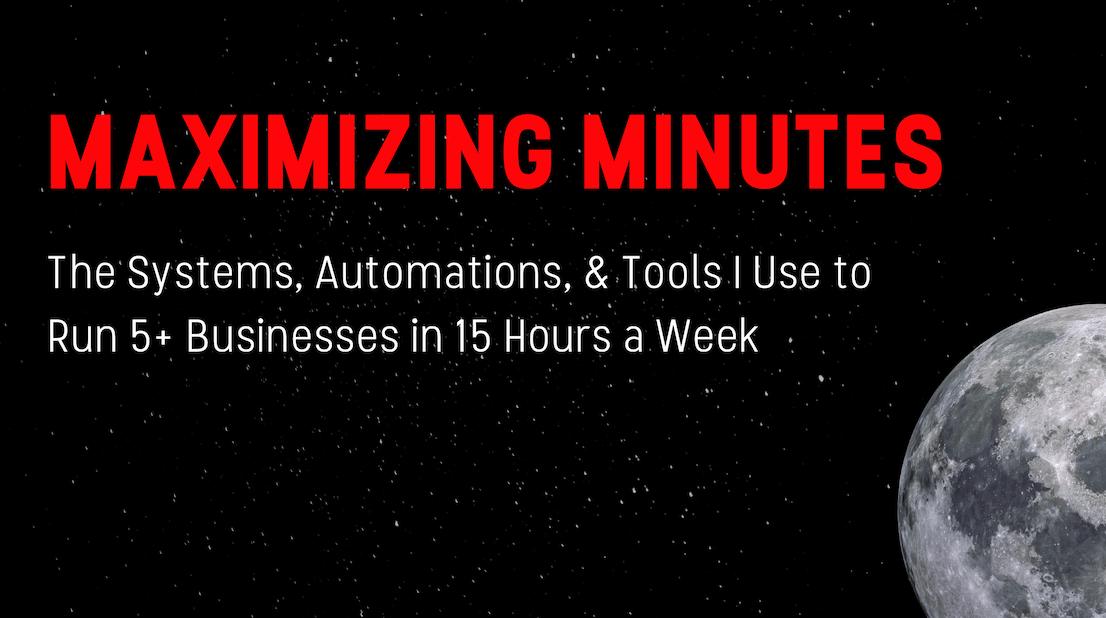 MAXIMIZING MINUTES
The Systems, Automations, & Tools I Use to
Run 5+ Businesses in 15 Hours a Week